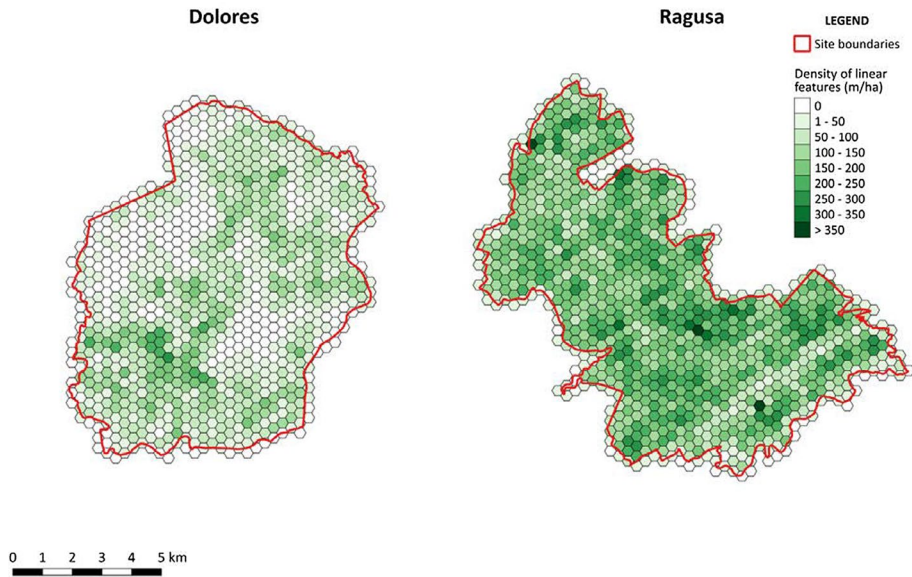 Dolores
Ragusa
LEGEND
Site boundaries
Density of linear
features (m/ha)
0
1 - 50
50 - 100
100 - 150
150 - 200
200 - 250
250 - 300
300 - 350
> 350
0 1 2 3 4 5 km